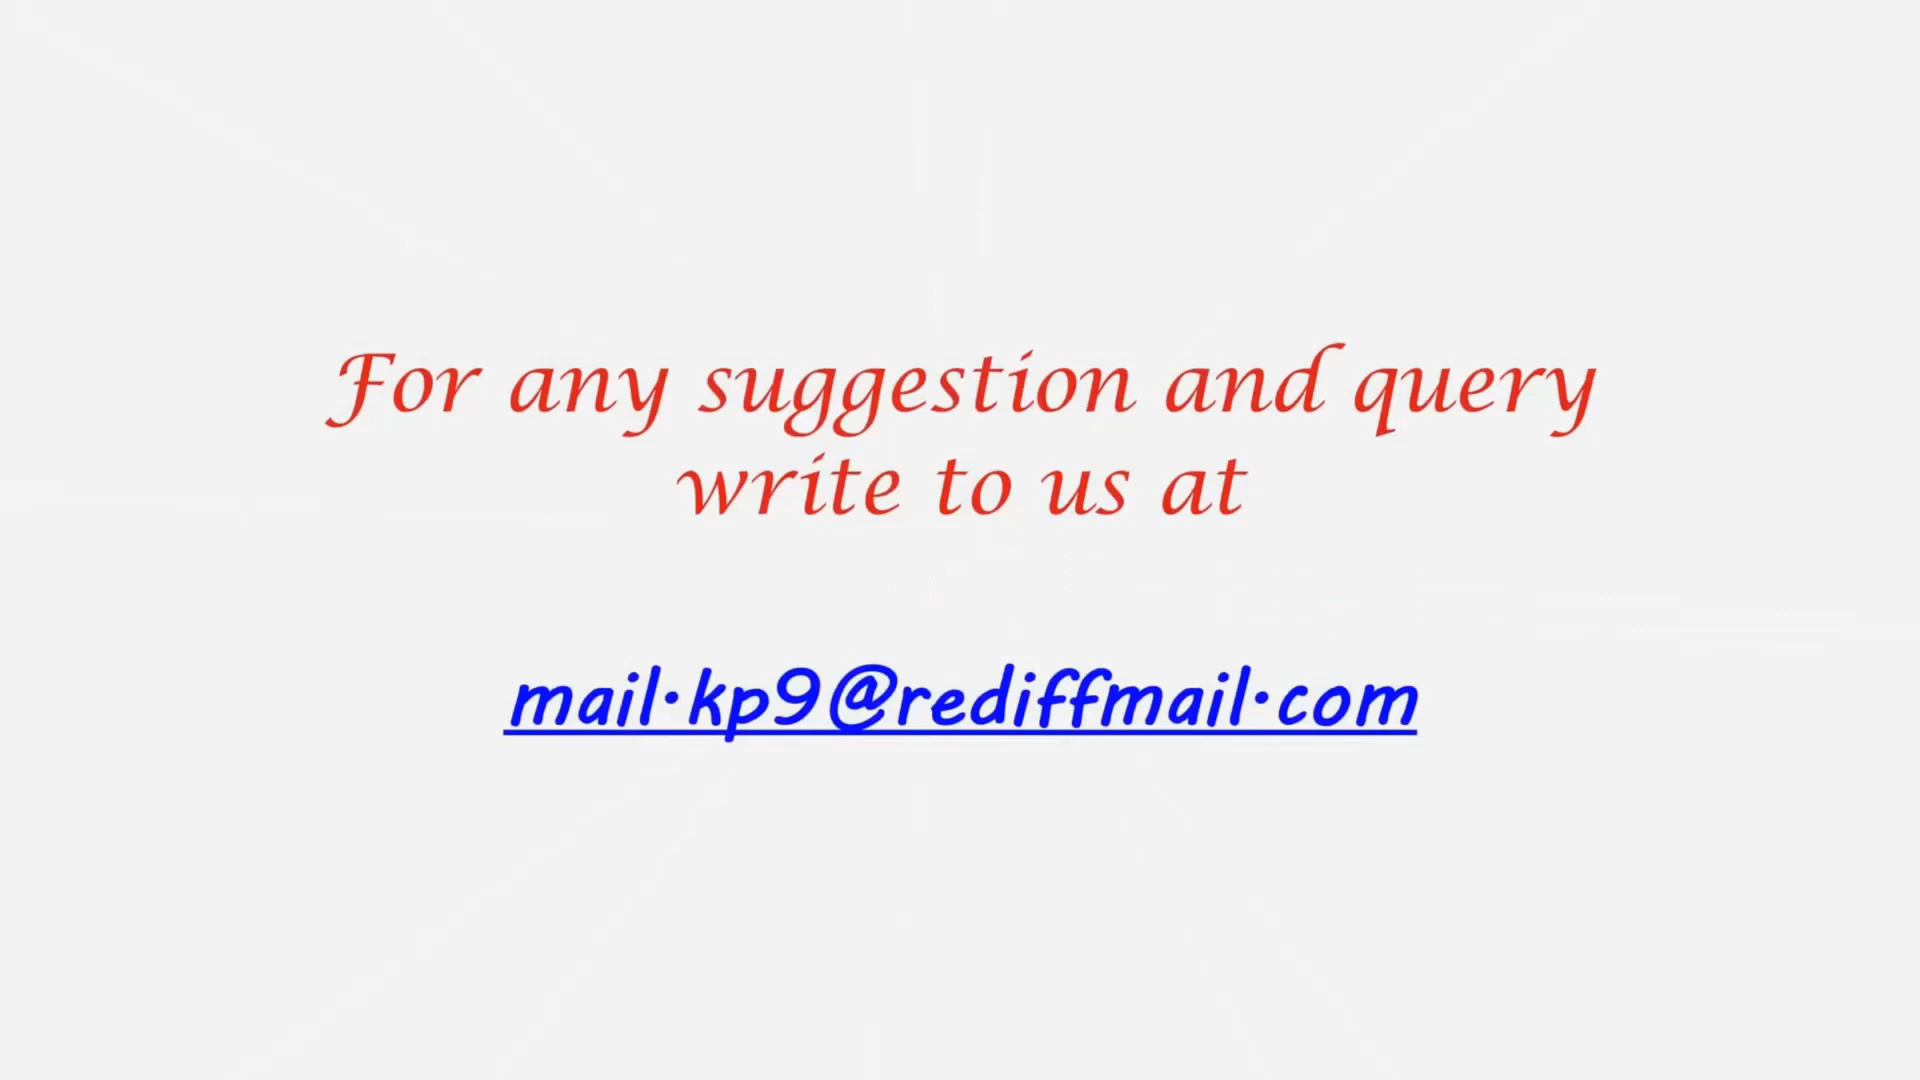 For any suggestion and query
write to us at
mail.kp9@rediffmail.com